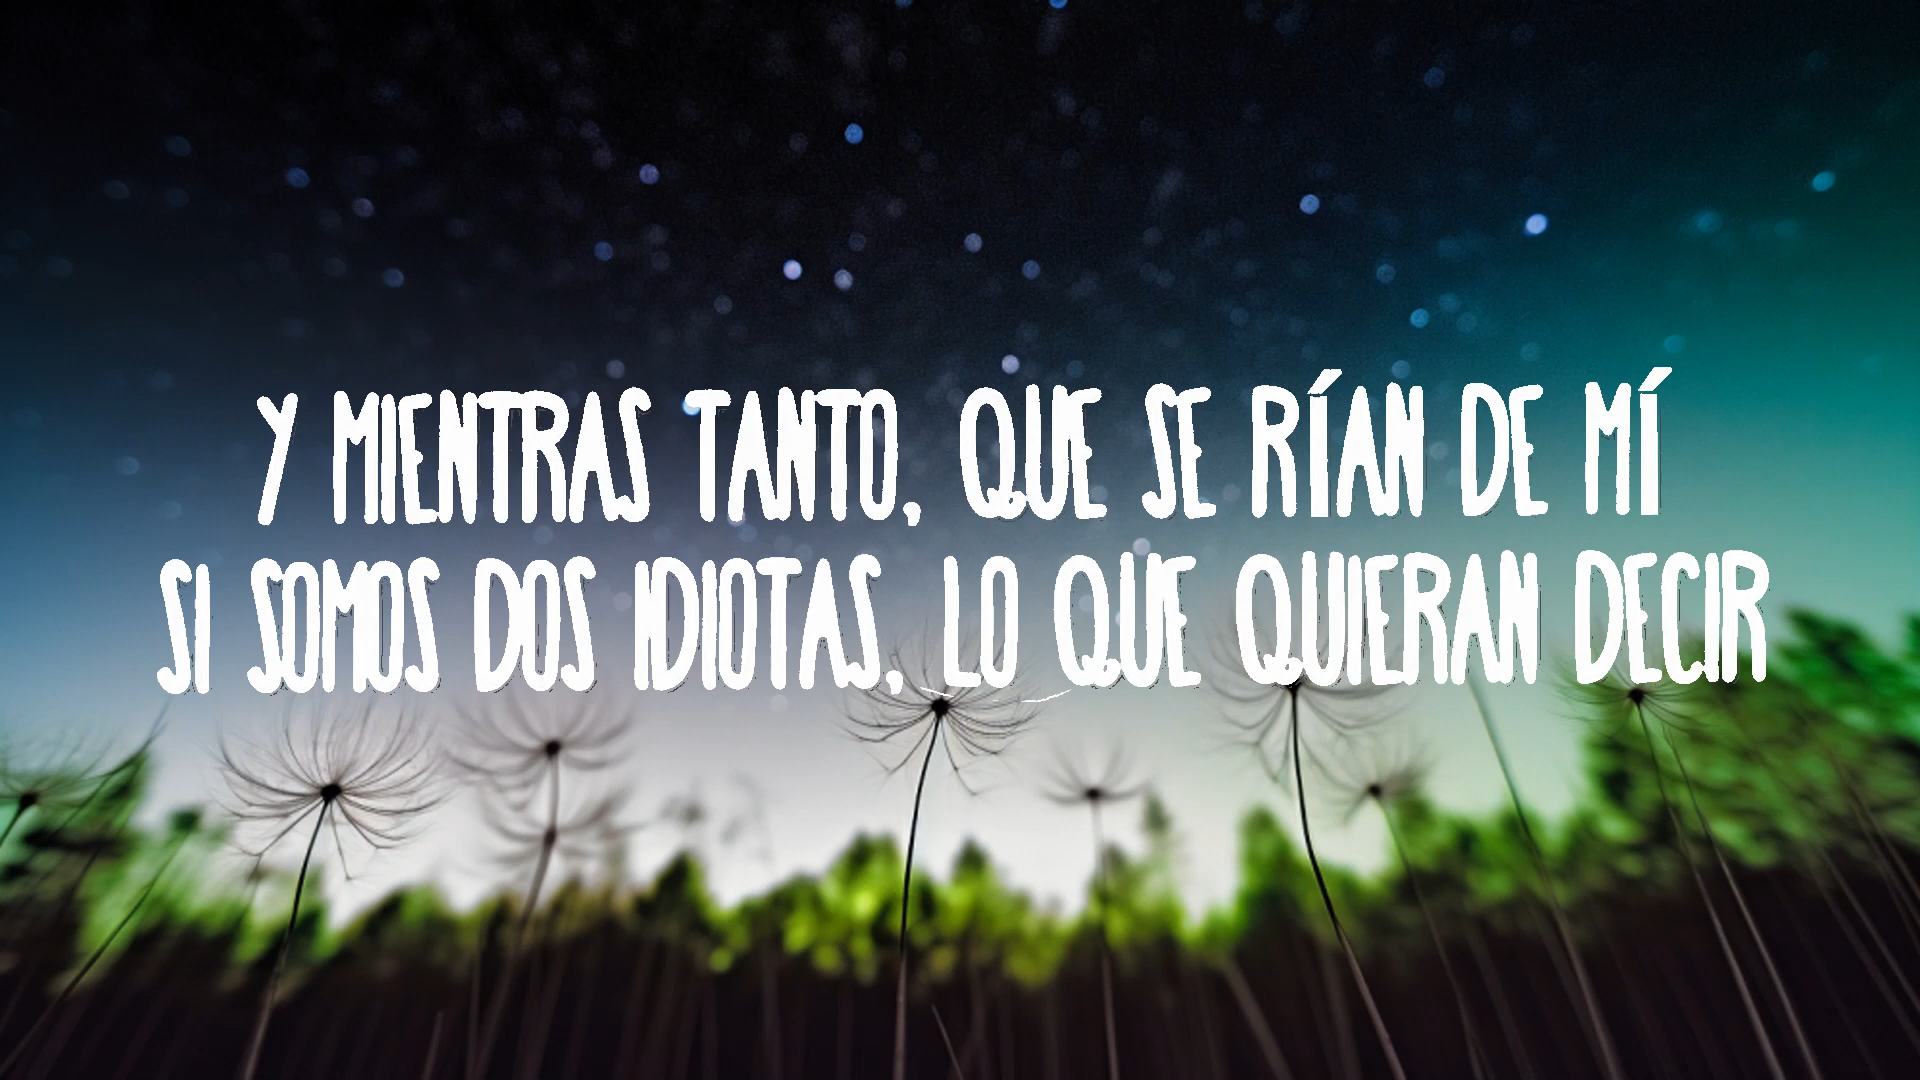 Y MIENTRAS TANTO, QUE SE RÍAN DE MÍ
SI SOMOS DOS IDIOTAS, LO QUE QUIERAN DECIR